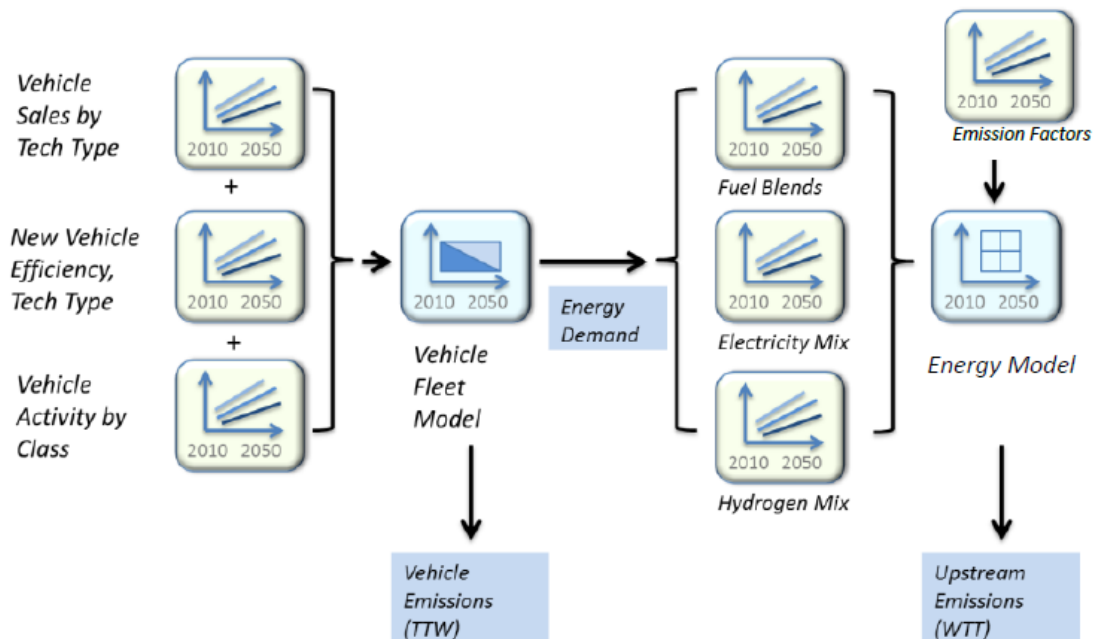 Vehicle
Sales by
Tech Type
2010 2050
+
New Vehicle
Efficiency,
Tech Type
2010 2050
+
Vehicle
Activity by
Class
2010 2050
2010 2050
Vehicle
Fleet
Model
Energy
Demand
Vehicle
Emissions
(TTW)
2010 2050
Fuel Blends
2010 2050
Electricity Mix
2010 2050
Hydrogen Mix
2010 2050
Emission Factors
2010 2050
Energy Model
Upstream
Emissions
(WTT)